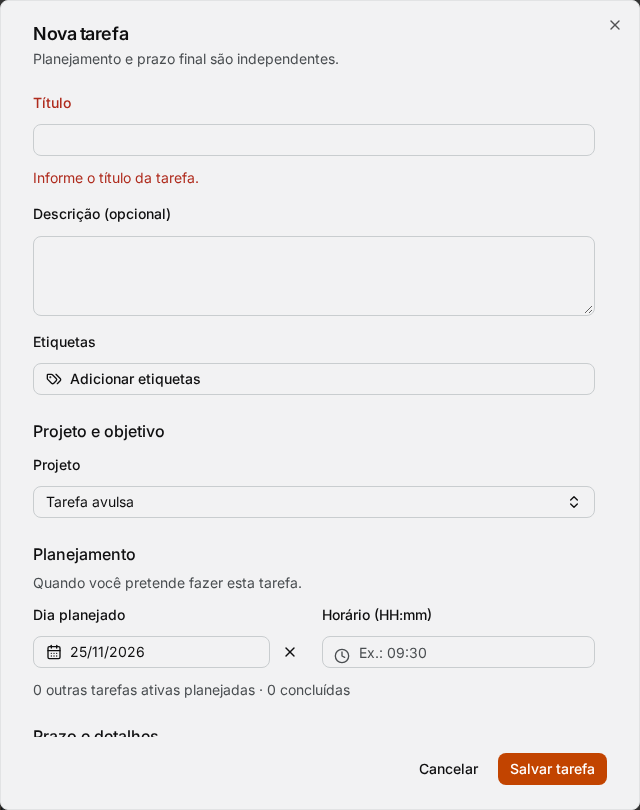 Nova tarefa
Planejamento e prazo final são independentes.
Título
Informe o título da tarefa.
Descrição (opcional)
Etiquetas
Adicionar etiquetas
Projeto e objetivo
Projeto
Tarefa avulsa
Planejamento
Quando você pretende fazer esta tarefa.
Dia planejado
Horário (HH:mm)
25/11/2026
Ex.: 09:30
0 outras tarefas ativas planejadas · 0 concluídas
Prazo e detalhes
Cancelar
Salvar tarefa